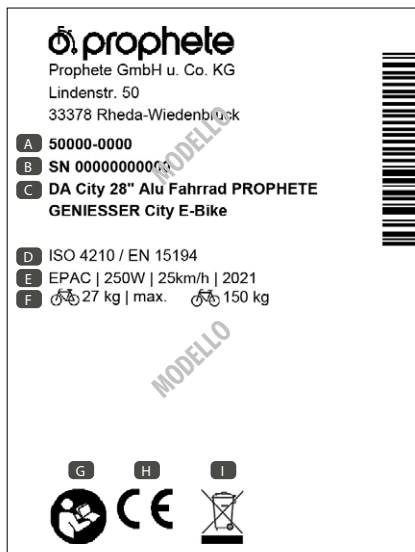 prophete
Prophete GmbH u. Co. KG
Lindenstr. 50
33378 Rheda-Wiedenbrück
MODELLO
A 50000-0000
B SN 00000000000
C DA City 28" Alu Fahrrad PROPHETE
GENIESSER City E-Bike
D ISO 4210 / EN 15194
E EPAC | 250W | 25km/h | 2021
F 27 kg | max. 150 kg
MODELLO
G H I
CE